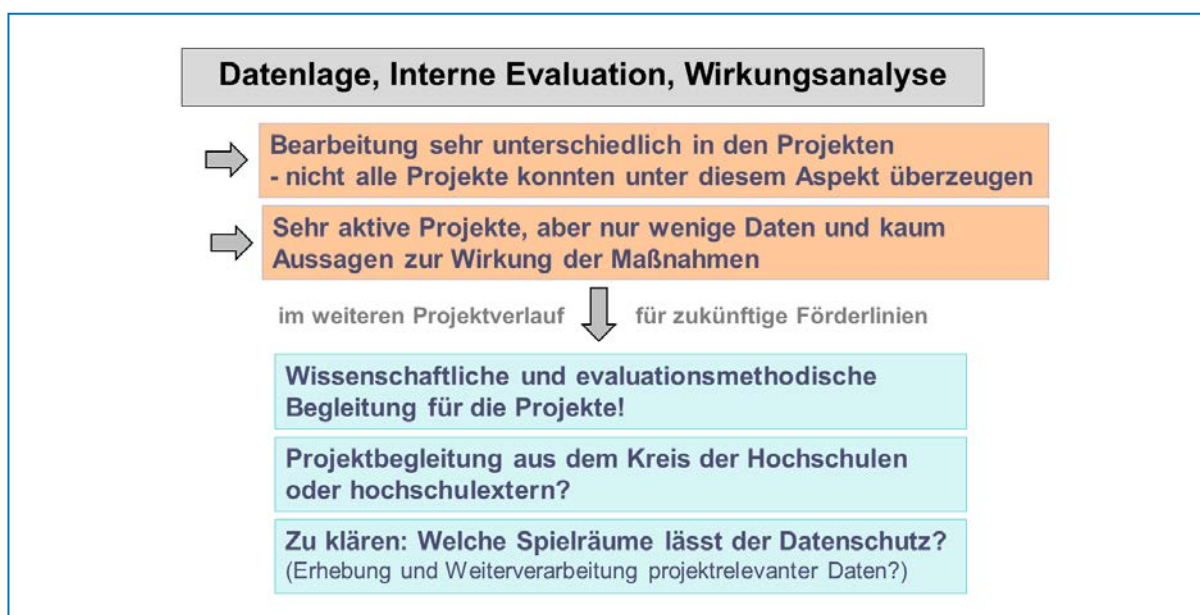 Datenlage, Interne Evaluation, Wirkungsanalyse
Bearbeitung sehr unterschiedlich in den Projekten
- nicht alle Projekte konnten unter diesem Aspekt überzeugen
Sehr aktive Projekte, aber nur wenige Daten und kaum
Aussagen zur Wirkung der Maßnahmen
im weiteren Projektverlauf für zukünftige Förderlinien
Wissenschaftliche und evaluationsmethodische
Begleitung für die Projekte!
Projektbegleitung aus dem Kreis der Hochschulen
oder hochschulextern?
Zu klären: Welche Spielräume lässt der Datenschutz?
(Erhebung und Weiterverarbeitung projektrelevanter Daten?)